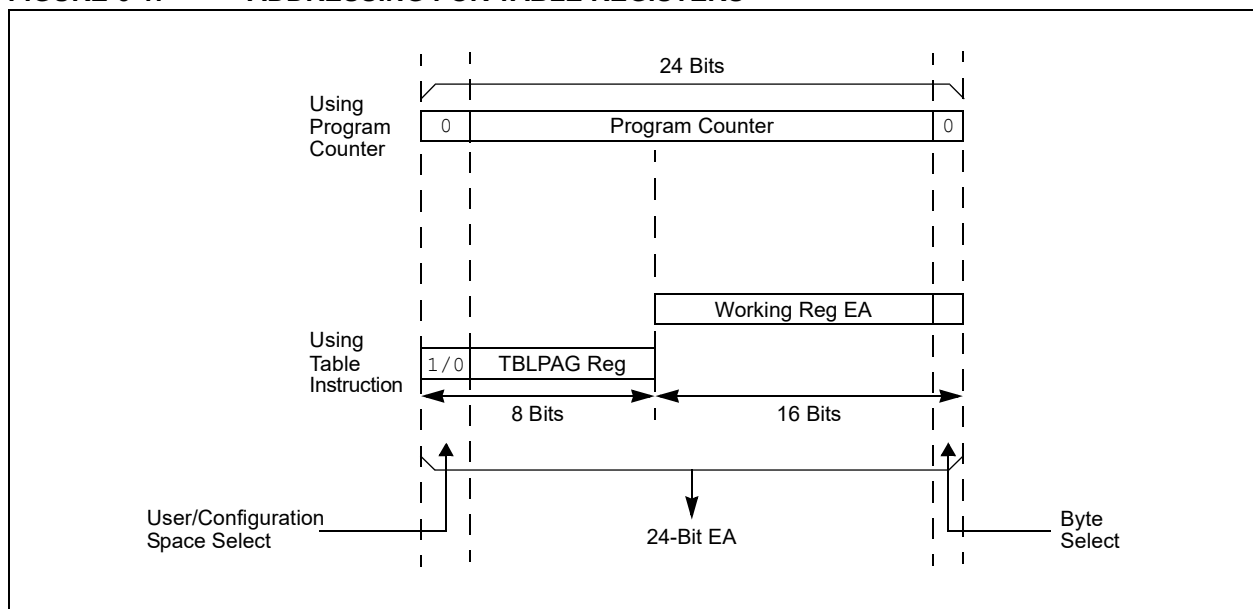 24 Bits
Using
Program
Counter
0
Program Counter
0
Working Reg EA
Using
Table
Instruction
1/0
TBLPAG Reg
8 Bits
16 Bits
User/Configuration
Space Select
24-Bit EA
Byte
Select